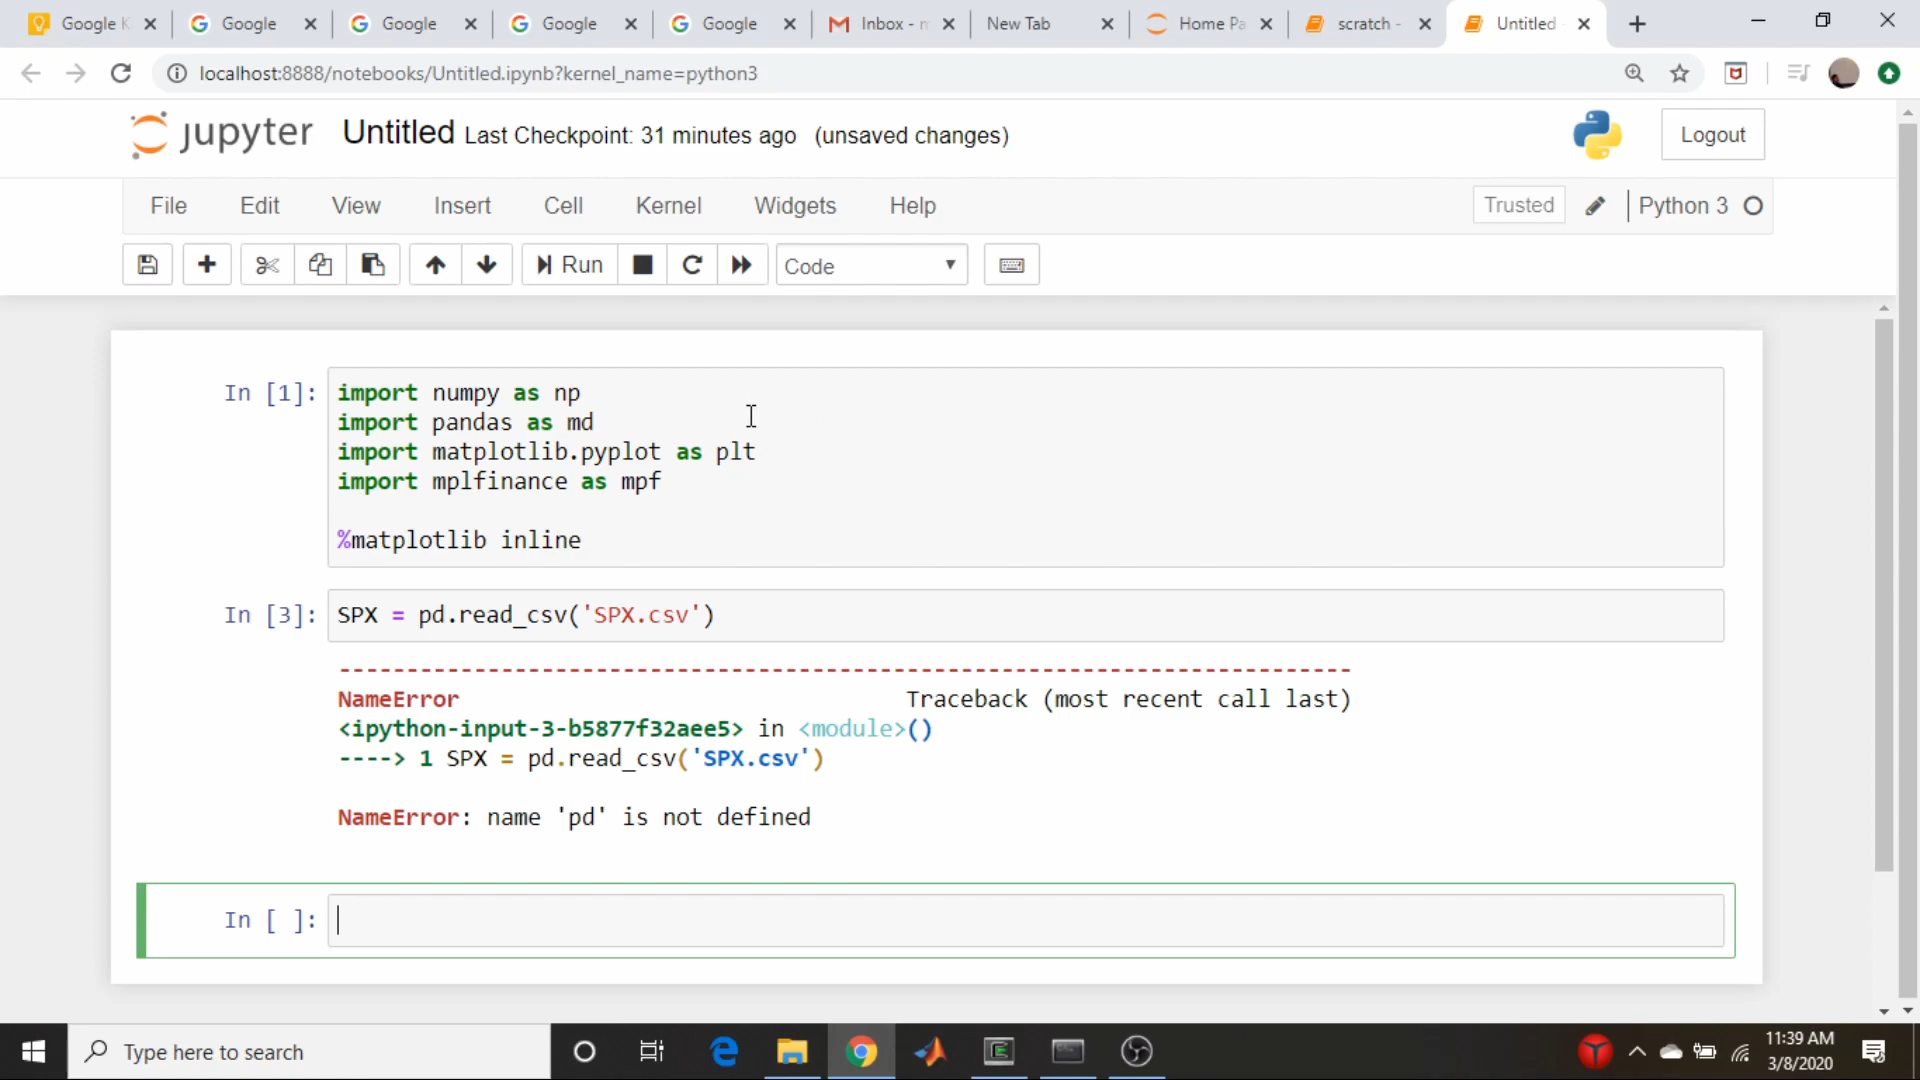 Google K
Google
Google
Google
Google
Inbox - m
New Tab
Home Pa
scratch -
Untitled
localhost:8888/notebooks/Untitled.ipynb?kernel_name=python3
jupyter Untitled Last Checkpoint: 31 minutes ago (unsaved changes)
Logout
File Edit View Insert Cell Kernel Widgets Help
Trusted Python 3
Run Code
In [1]: import numpy as np
import pandas as md
import matplotlib.pyplot as plt
import mplfinance as mpf
%matplotlib inline
In [3]: SPX = pd.read_csv('SPX.csv')
---------------------------------------------------------------------------
NameError Traceback (most recent call last)
<ipython-input-3-b5877f32aee5> in <module>()
----> 1 SPX = pd.read_csv('SPX.csv')
NameError: name 'pd' is not defined
In [ ]:
Type here to search
11:39 AM
3/8/2020